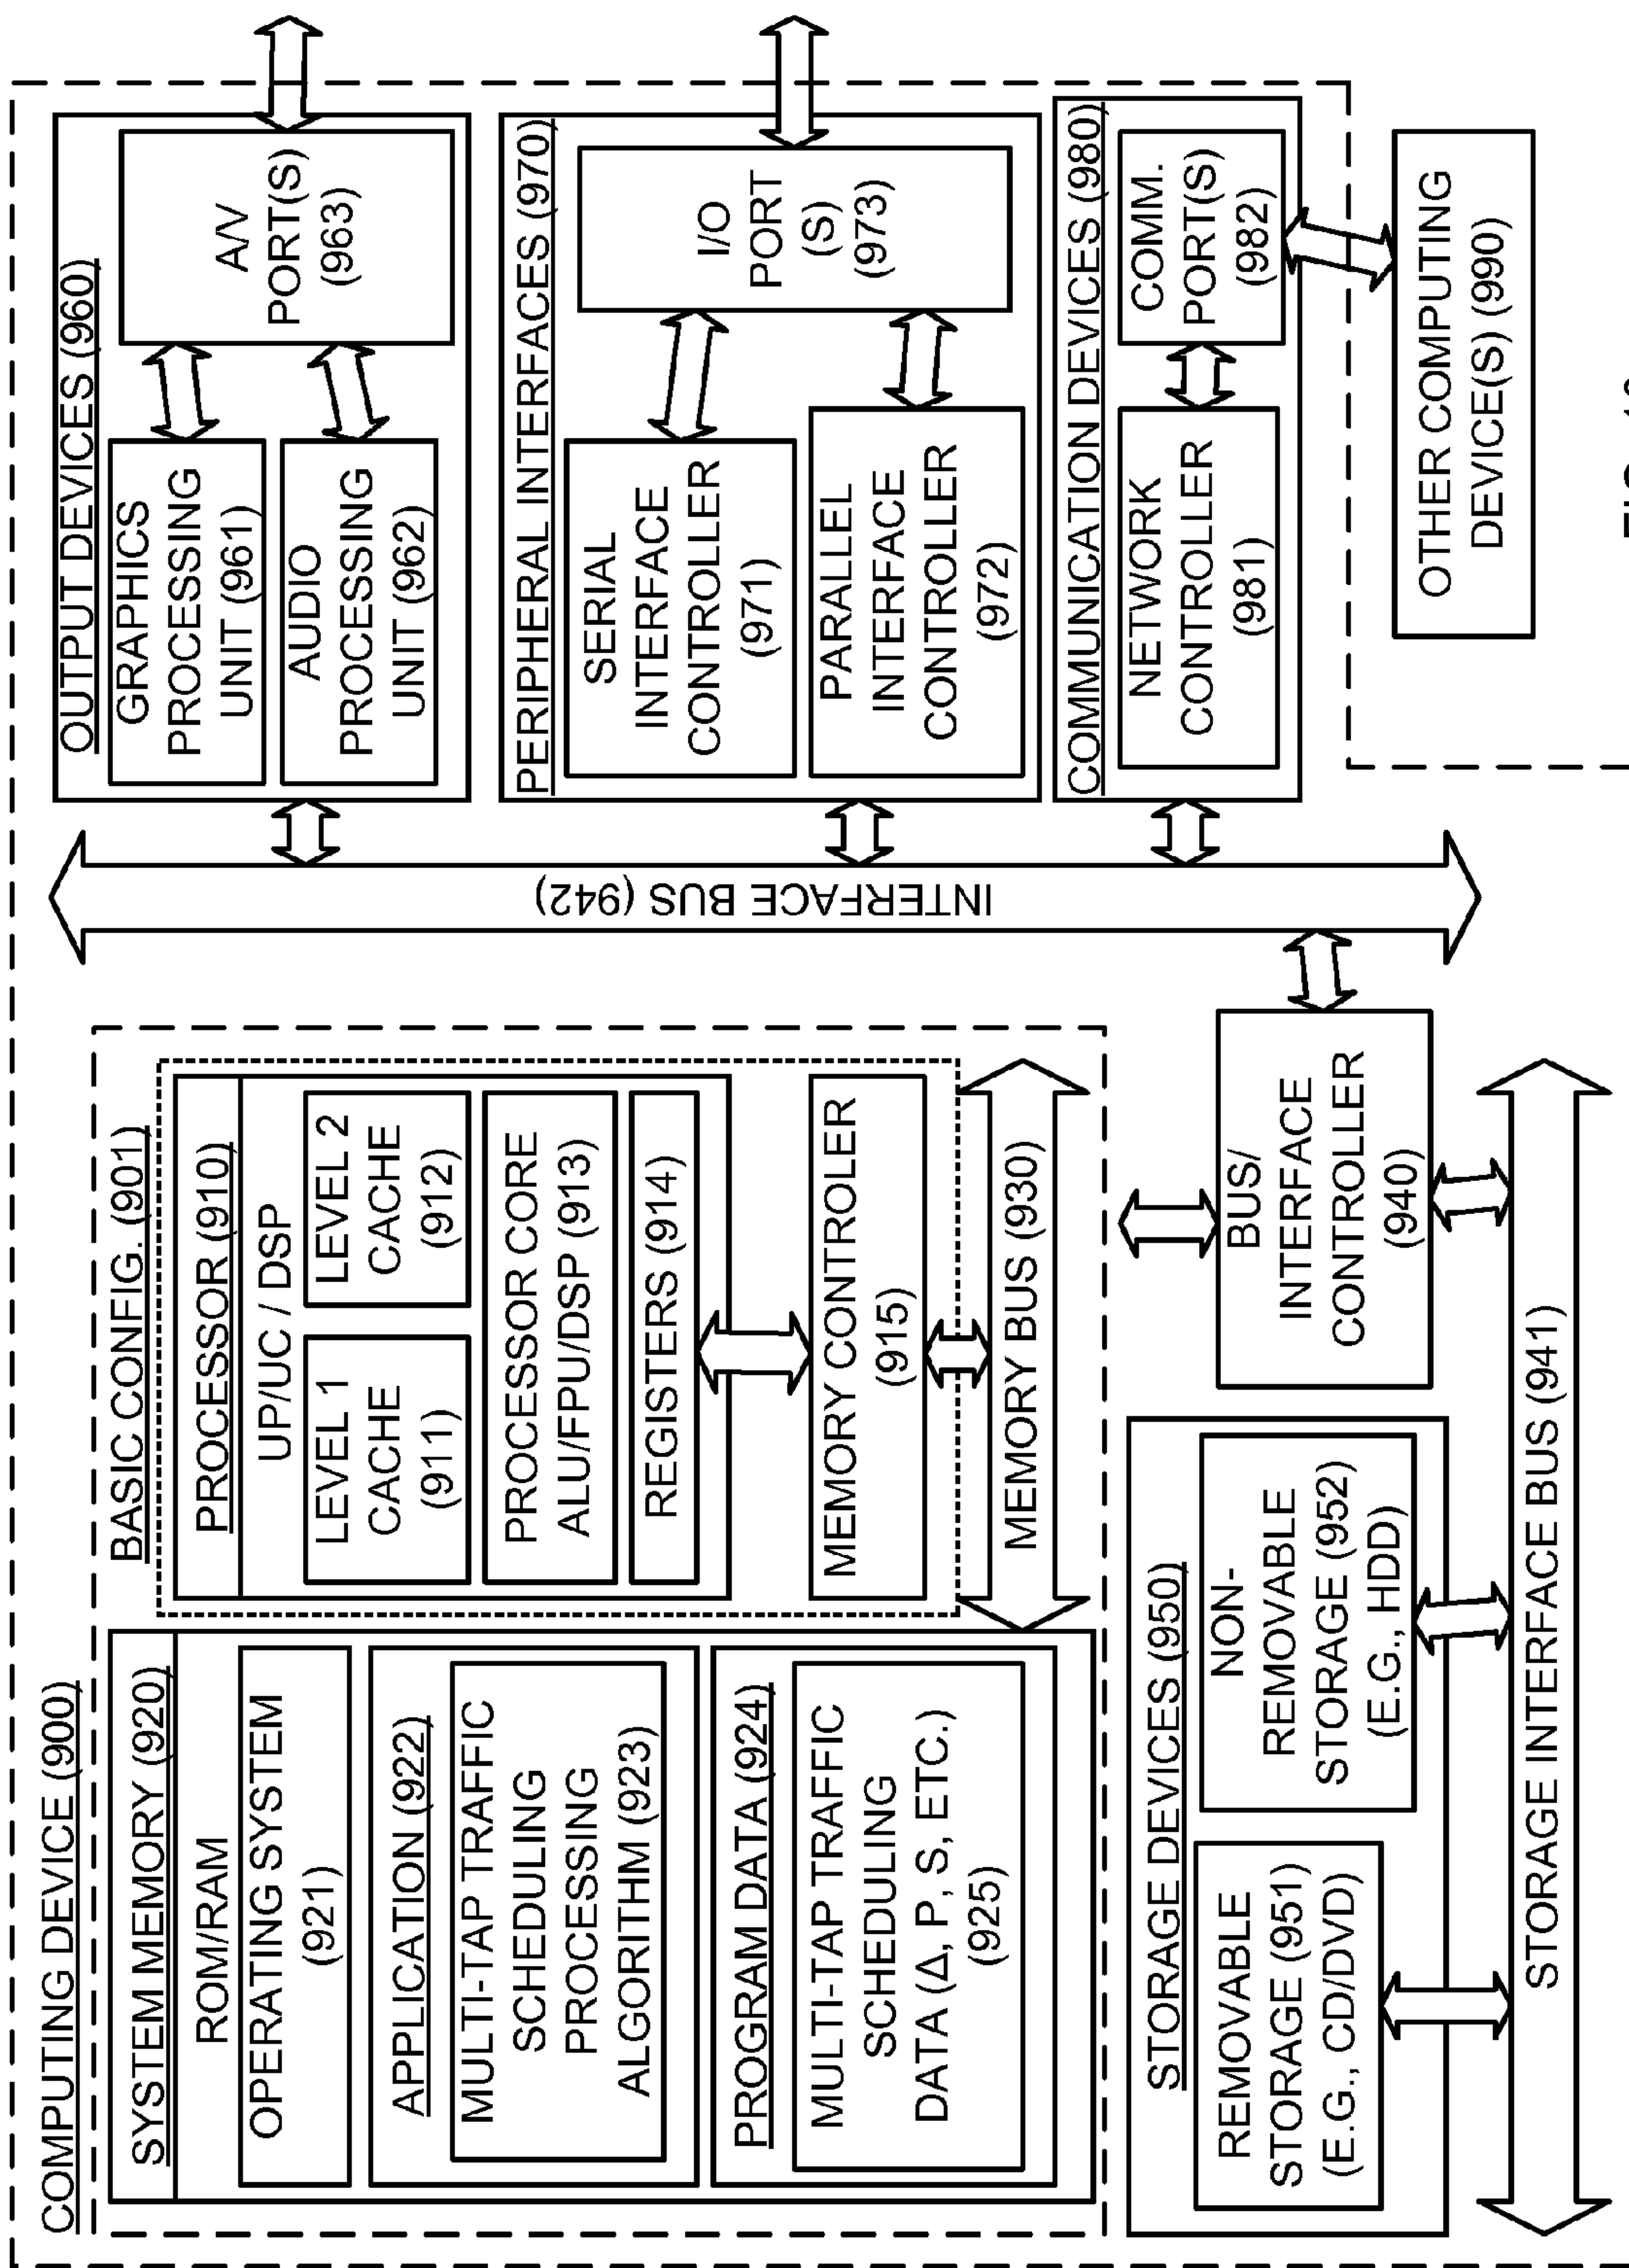 COMPUTING DEVICE (900)
SYSTEM MEMORY (920)
ROM/RAM
OPERATING SYSTEM
(921)
APPLICATION (922)
MULTI-TAP TRAFFIC
SCHEDULING
PROCESSING
ALGORITHM (923)
PROGRAM DATA (924)
MULTI-TAP TRAFFIC
SCHEDULING
DATA (Δ, P, S, ETC.)
(925)
BASIC CONFIG. (901)
PROCESSOR (910)
UP/UC / DSP
LEVEL 1
CACHE
(911)
LEVEL 2
CACHE
(912)
PROCESSOR CORE
ALU/FPU/DSP (913)
REGISTERS (914)
MEMORY CONTROLER
(915)
MEMORY BUS (930)
STORAGE DEVICES (950)
REMOVABLE
STORAGE (951)
(E.G., CD/DVD)
NON-
REMOVABLE
STORAGE (952)
(E.G., HDD)
BUS/
INTERFACE
CONTROLLER
(940)
STORAGE INTERFACE BUS (941)
INTERFACE BUS (942)
OUTPUT DEVICES (960)
GRAPHICS
PROCESSING
UNIT (961)
AUDIO
PROCESSING
UNIT (962)
A/V
PORT(S)
(963)
PERIPHERAL INTERFACES (970)
SERIAL
INTERFACE
CONTROLLER
(971)
PARALLEL
INTERFACE
CONTROLLER
(972)
I/O
PORT
(S)
(973)
COMMUNICATION DEVICES (980)
NETWORK
CONTROLLER
(981)
COMM.
PORT(S)
(982)
OTHER COMPUTING
DEVICE(S) (990)